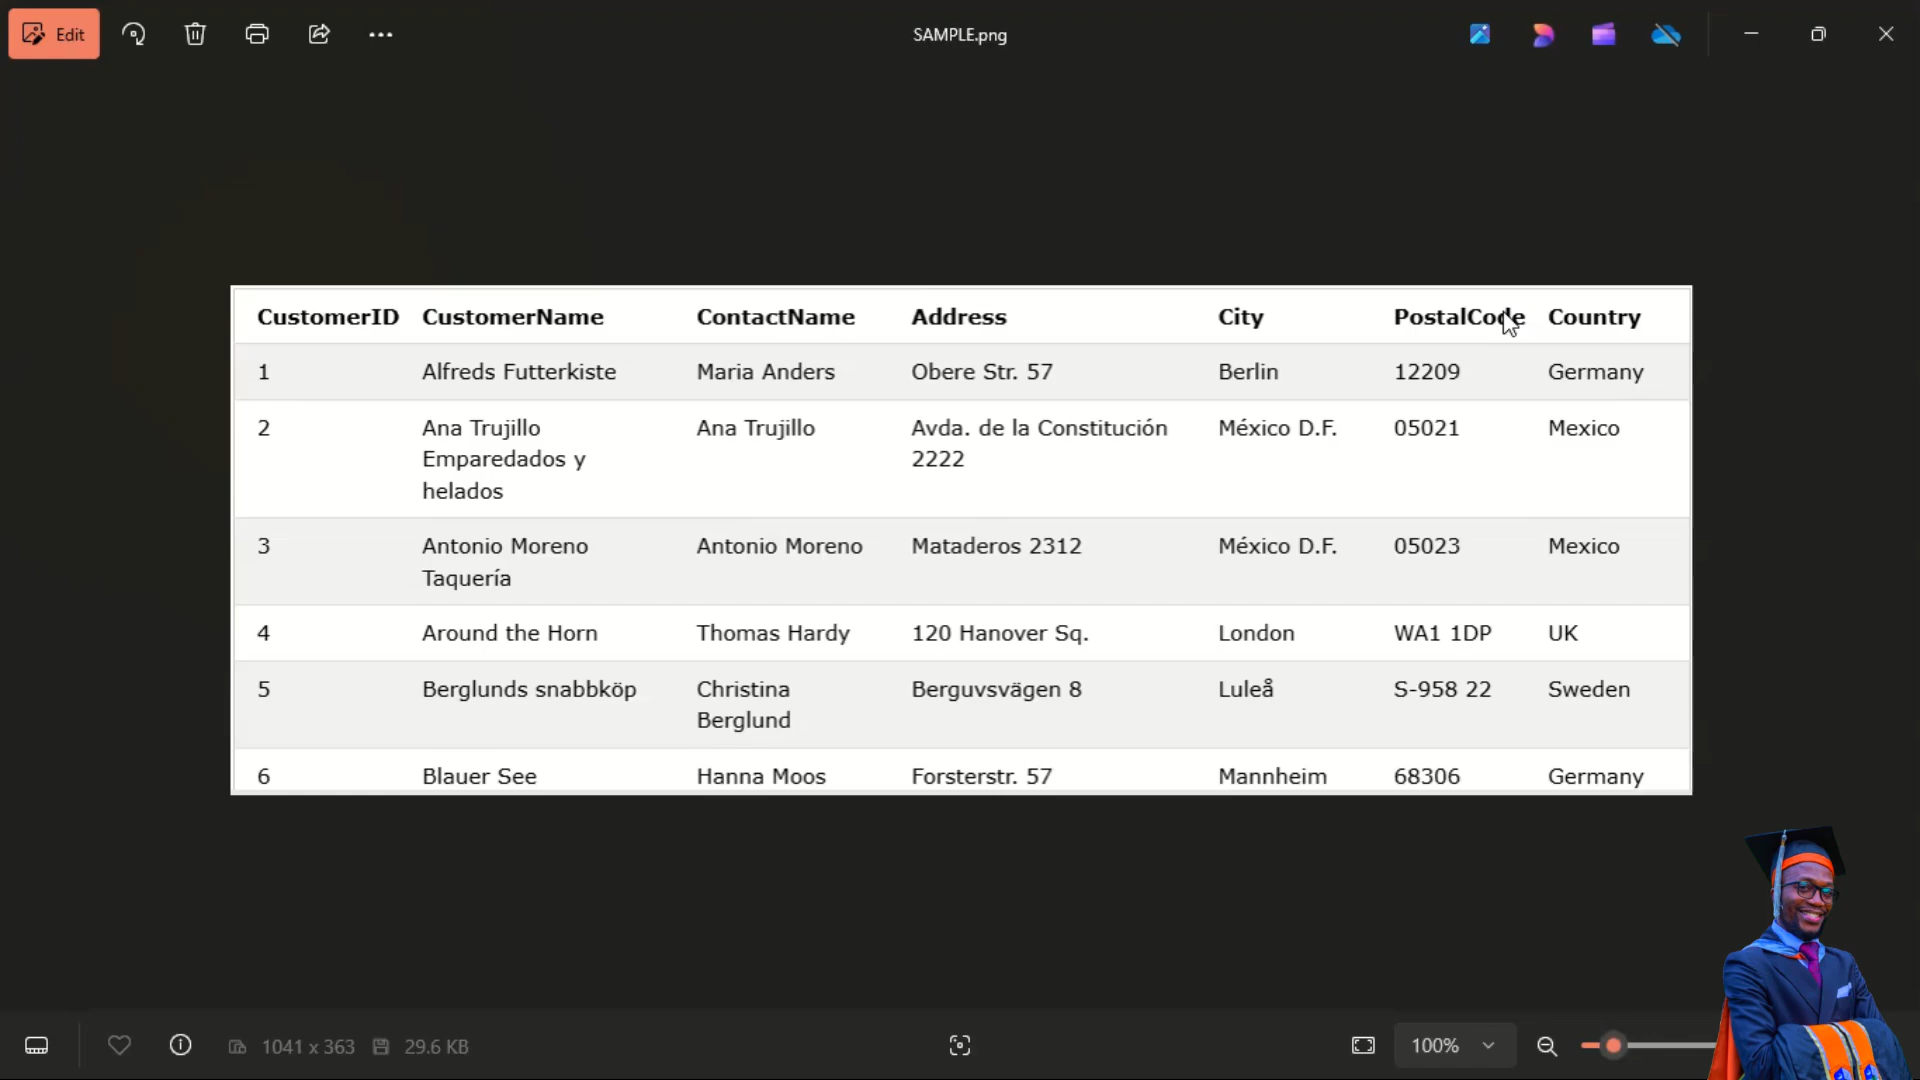 Edit
SAMPLE.png
CustomerID CustomerName ContactName Address City PostalCode Country
1 Alfreds Futterkiste Maria Anders Obere Str. 57 Berlin 12209 Germany
2 Ana Trujillo Ana Trujillo Avda. de la Constitución México D.F. 05021 Mexico
Emparedados y 2222
helados
3 Antonio Moreno Antonio Moreno Mataderos 2312 México D.F. 05023 Mexico
Taquería
4 Around the Horn Thomas Hardy 120 Hanover Sq. London WA1 1DP UK
5 Berglunds snabbköp Christina Berguvsvägen 8 Luleå S-958 22 Sweden
Berglund
6 Blauer See Hanna Moos Forsterstr. 57 Mannheim 68306 Germany
1041 x 363 29.6 KB 100%